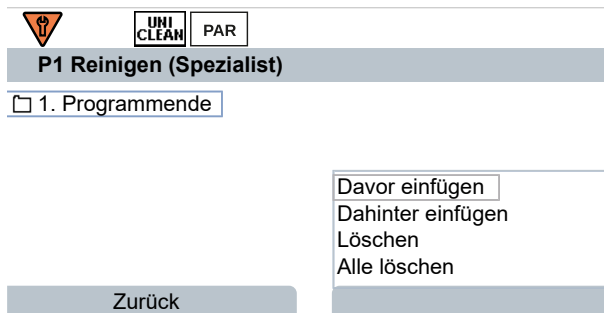 UNI
CLEAN
PAR
P1 Reinigen (Spezialist)
1. Programmende
Davor einfügen
Dahinter einfügen
Löschen
Alle löschen
Zurück